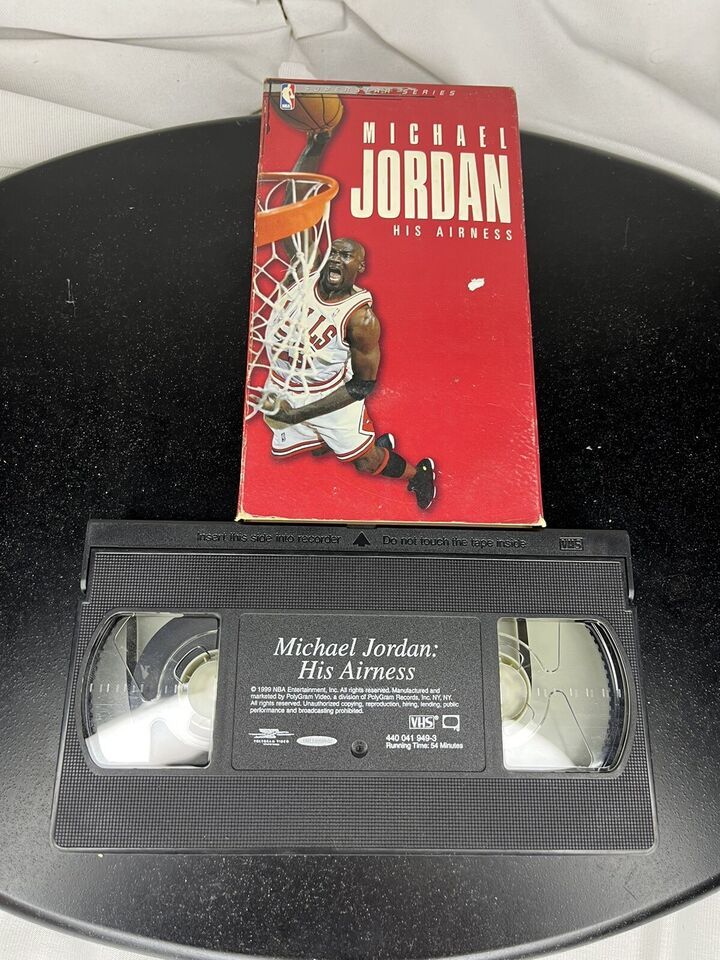 NBA
SUPERSTAR SERIES
MICHAEL
JORDAN
HIS AIRNESS
Insert this side into recorder Do not touch the tape inside VHS
Michael Jordan:
His Airness
© 1999 NBA Entertainment, Inc. All rights reserved. Manufactured and
marketed by PolyGram Video, a division of PolyGram Records, Inc. NY, NY.
All rights reserved. Unauthorized copying, reproduction, hiring, lending, public
performance and broadcasting prohibited.
VHS
POLYGRAM VIDEO
440 041 949-3
Running Time: 54 Minutes